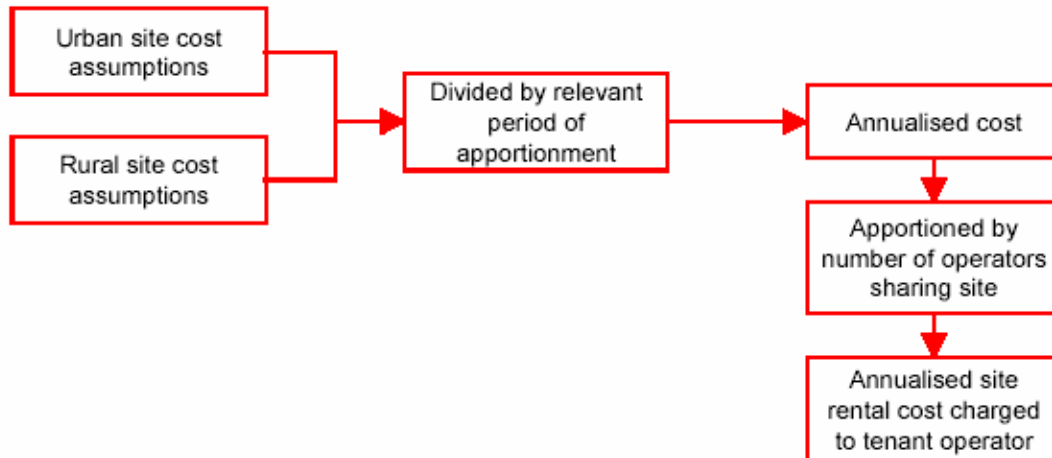 Urban site cost
assumptions
Rural site cost
assumptions
Divided by relevant
period of
apportionment
Annualised cost
Apportioned by
number of operators
sharing site
Annualised site
rental cost charged
to tenant operator